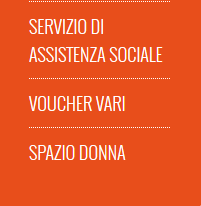 SERVIZIO DI
ASSISTENZA SOCIALE
VOUCHER VARI
SPAZIO DONNA